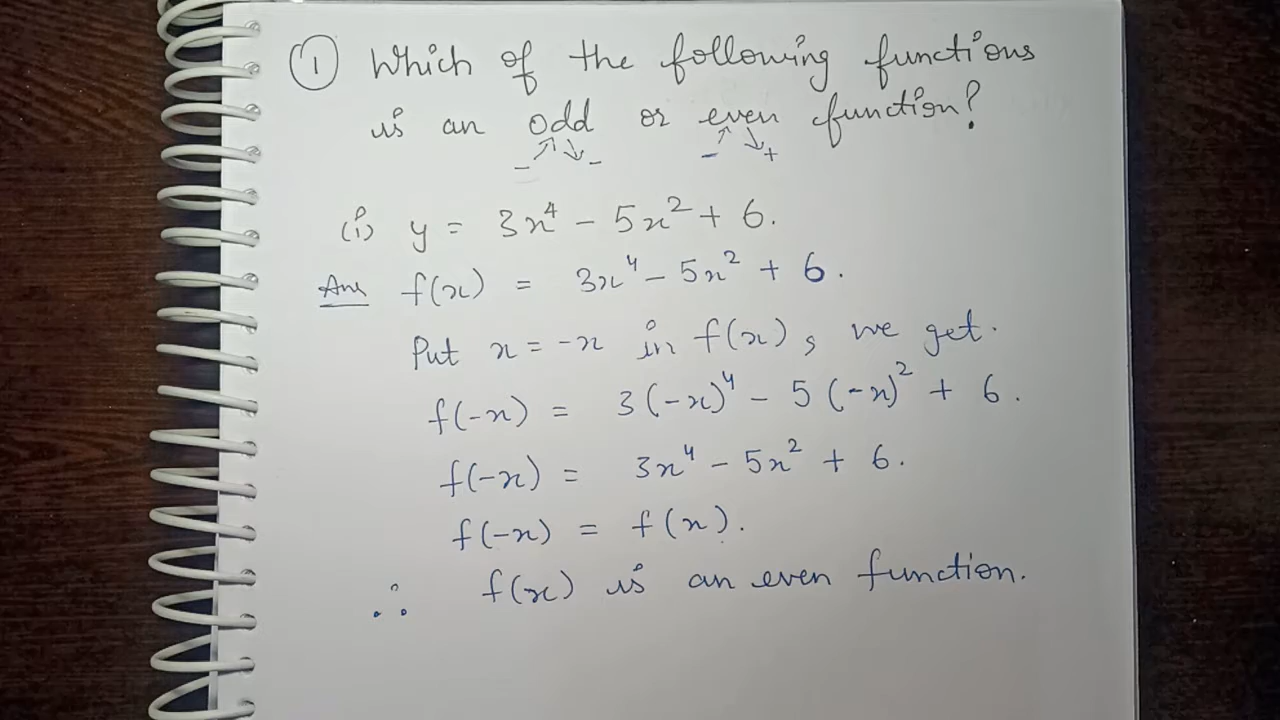 ① Which of the following functions
is an odd or even function?
- ↗ ↘ - - ↗ ↘ +
(i) y = 3x⁴ - 5x² + 6.
Ans f(x) = 3x⁴ - 5x² + 6.
Put x = -x in f(x), we get.
f(-x) = 3(-x)⁴ - 5(-x)² + 6.
f(-x) = 3x⁴ - 5x² + 6.
f(-x) = f(x).
∴ f(x) is an even function.